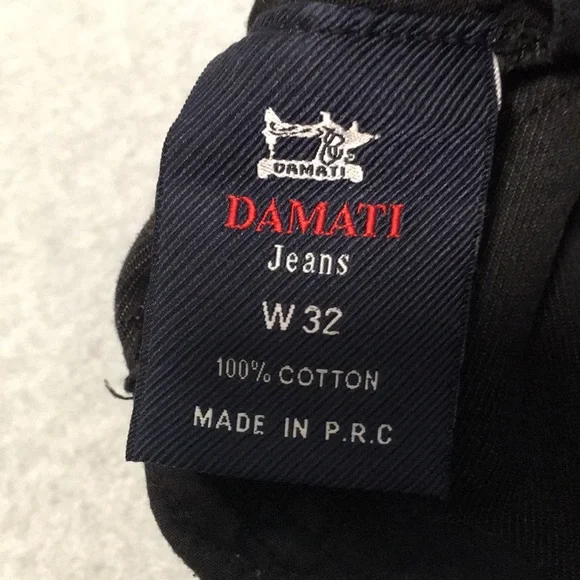 DAMATI
DAMATI
Jeans
W 32
100% COTTON
MADE IN P.R.C